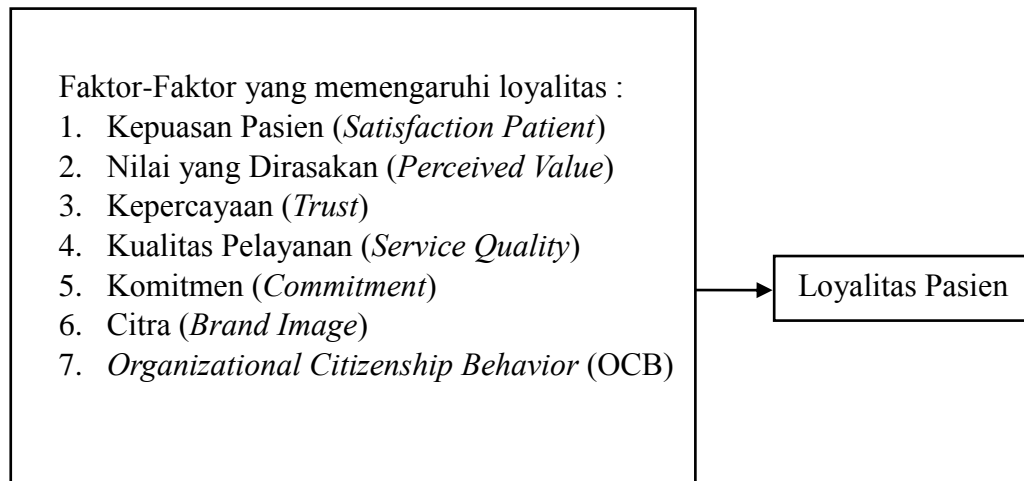 Faktor-Faktor yang memengaruhi loyalitas :
1. Kepuasan Pasien (Satisfaction Patient)
2. Nilai yang Dirasakan (Perceived Value)
3. Kepercayaan (Trust)
4. Kualitas Pelayanan (Service Quality)
5. Komitmen (Commitment)
6. Citra (Brand Image)
7. Organizational Citizenship Behavior (OCB)
Loyalitas Pasien